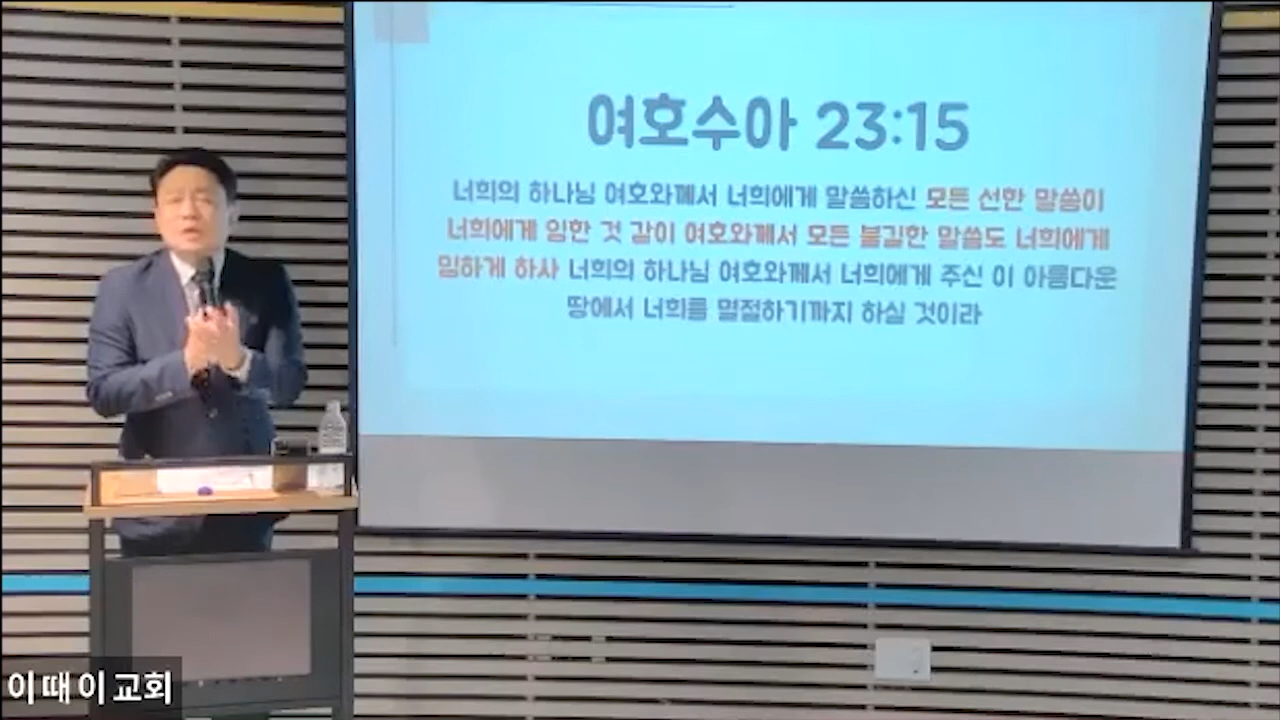 여호수아 23:15
너희의 하나님 여호와께서 너희에게 말씀하신 모든 선한 말씀이
너희에게 임한 것 같이 여호와께서 모든 불길한 말씀도 너희에게
임하게 하사 너희의 하나님 여호와께서 너희에게 주신 이 아름다운
땅에서 너희를 멸절하기까지 하실 것이라
이 때 이 교회